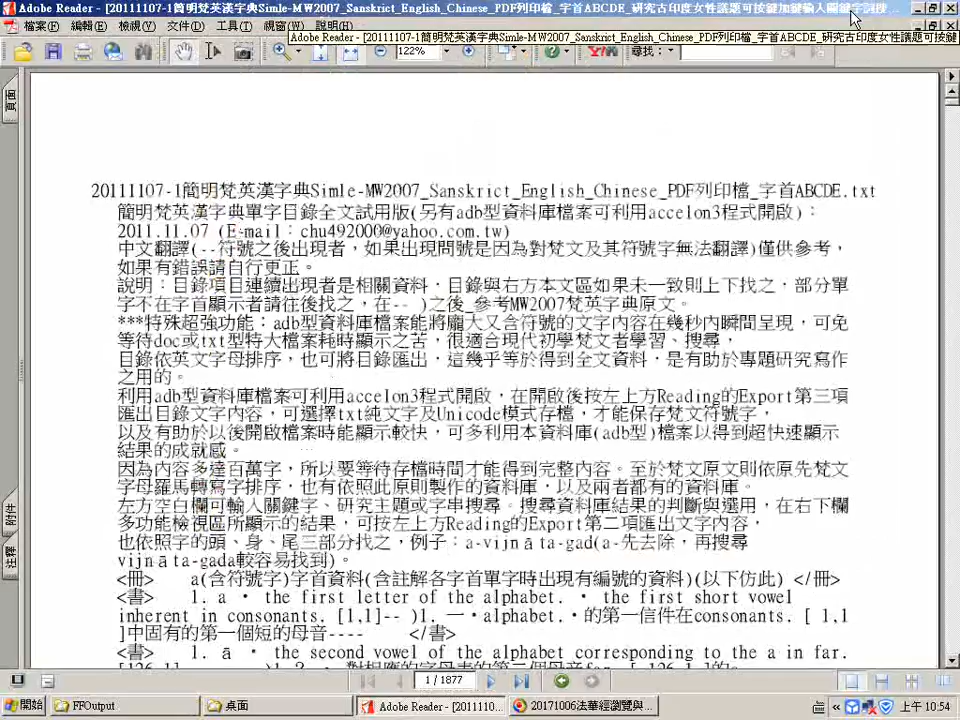 Adobe Reader - [20111107-1簡明梵英漢字典Simle-MW2007_Sanskrict_English_Chinese_PDF列印檔_字首ABCDE_研究古印度女性議題可按鍵加鍵輸入關鍵字詞搜...
檔案(F) 編輯(E) 檢視(V) 文件(D) 工具(T) 視窗(W) 說明(H)
Adobe Reader - [20111107-1簡明梵英漢字典Simle-MW2007_Sanskrict_English_Chinese_PDF列印檔_字首ABCDE_研究古印度女性議題可按鍵
122% 尋找：
頁面
20111107-1簡明梵英漢字典Simle-MW2007_Sanskrict_English_Chinese_PDF列印檔_字首ABCDE.txt
簡明梵英漢字典單字目錄全文試用版(另有adb型資料庫檔案可利用accelon3程式開啟)：
2011.11.07 (E-mail：chu492000@yahoo.com.tw)
中文翻譯(--符號之後出現者，如果出現問號是因為對梵文及其符號字無法翻譯)僅供參考，
如果有錯誤請自行更正。
說明：目錄項目連續出現者是相關資料，目錄與右方本文區如果未一致則上下找之，部分單
字不在字首顯示者請往後找之，在-- )之後_參考MW2007梵英字典原文。
***特殊超強功能：adb型資料庫檔案能將龐大又含符號的文字內容在幾秒內瞬間呈現，可免
等待doc或txt型特大檔案耗時顯示之苦，很適合現代初學梵文者學習、搜尋，
目錄依英文字母排序，也可將目錄匯出，這幾乎等於得到全文資料，是有助於專題研究寫作
之用的。
利用adb型資料庫檔案可利用accelon3程式開啟，在開啟後按左上方Reading的Export第三項
匯出目錄文字內容，可選擇txt純文字及Unicode模式存檔，才能保存梵文符號字，
以及有助於以後開啟檔案時能顯示較快，可多利用本資料庫(adb型)檔案以得到超快速顯示
結果的成就感。
因為內容多達百萬字，所以要等待存檔時間才能得到完整內容。至於梵文原文則依原先梵文
字母羅馬轉寫字排序，也有依照此原則製作的資料庫，以及兩者都有的資料庫。
左方空白欄可輸入關鍵字、研究主題或字串搜尋。搜尋資料庫結果的判斷與選用，在右下欄
多功能檢視區所顯示的結果，可按左上方Reading的Export第二項匯出文字內容，
也依照字的頭、身、尾三部分找之，例子：a-vijnāta-gad(a-先去除，再搜尋
vijnāta-gada較容易找到)。
<冊> a(含符號字)字首資料(含註解各字首單字時出現有編號的資料)(以下仿此) </冊>
<書> 1. a • the first letter of the alphabet. • the first short vowel
inherent in consonants. [1,1]-- )1. 一•alphabet.•的第一信件在consonants. [ 1,1
]中固有的第一個短的母音---- </書>
<書> 1. ā • the second vowel of the alphabet corresponding to the a in far.
附件
註釋
1 / 1877
開始 FFOutput 桌面 Adobe Reader - [2011110... 20171006法華經瀏覽與... 上午 10:54